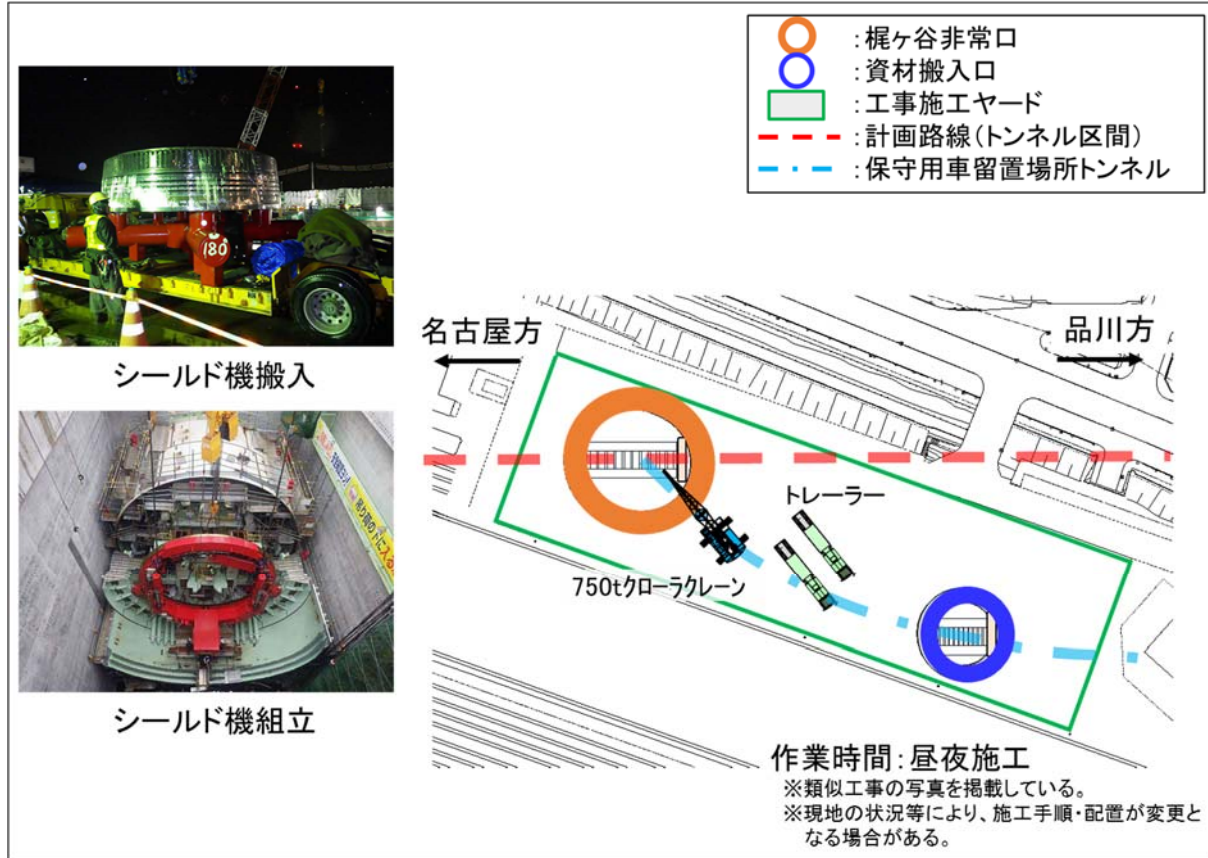 :梶ヶ谷非常口
:資材搬入口
:工事施工ヤード
:計画路線(トンネル区間)
:保守用車留置場所トンネル
180
シールド機搬入
シールド機組立
名古屋方
品川方
トレーラー
750tクローラクレーン
作業時間:昼夜施工
※類似工事の写真を掲載している。
※現地の状況等により、施工手順・配置が変更と
なる場合がある。